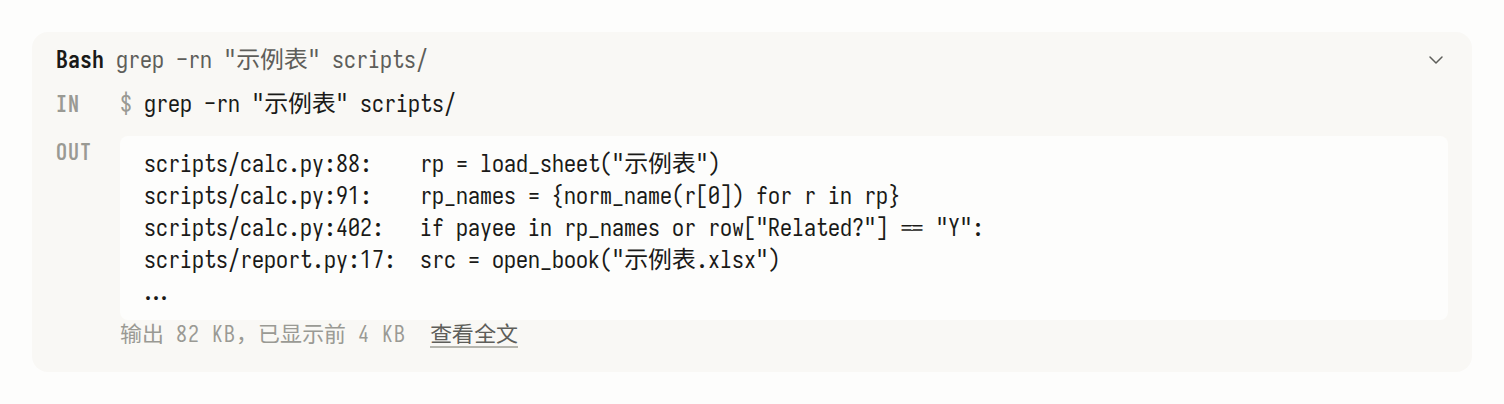 Bash grep -rn "示例表" scripts/
IN $ grep -rn "示例表" scripts/
OUT
scripts/calc.py:88:    rp = load_sheet("示例表")
scripts/calc.py:91:    rp_names = {norm_name(r[0]) for r in rp}
scripts/calc.py:402:   if payee in rp_names or row["Related?"] == "Y":
scripts/report.py:17:  src = open_book("示例表.xlsx")
...
输出 82 KB，已显示前 4 KB 查看全文